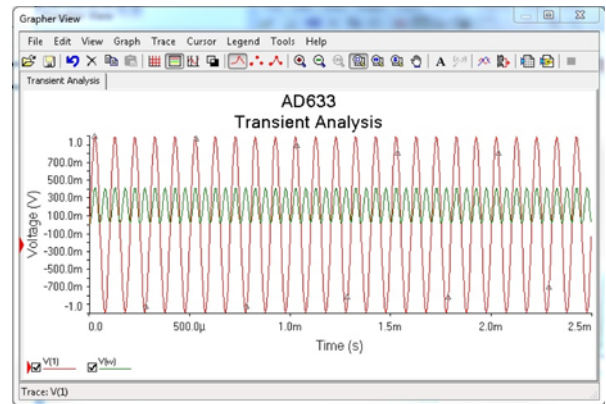 Grapher View
File Edit View Graph Trace Cursor Legend Tools Help
Transient Analysis
AD633
Transient Analysis
Voltage (V)
1.0
700.0m
500.0m
300.0m
100.0m
-100.0m
-300.0m
-500.0m
-700.0m
-1.0
0.0 500.0µ 1.0m 1.5m 2.0m 2.5m
Time (s)
V(1)
Trace: V(1)